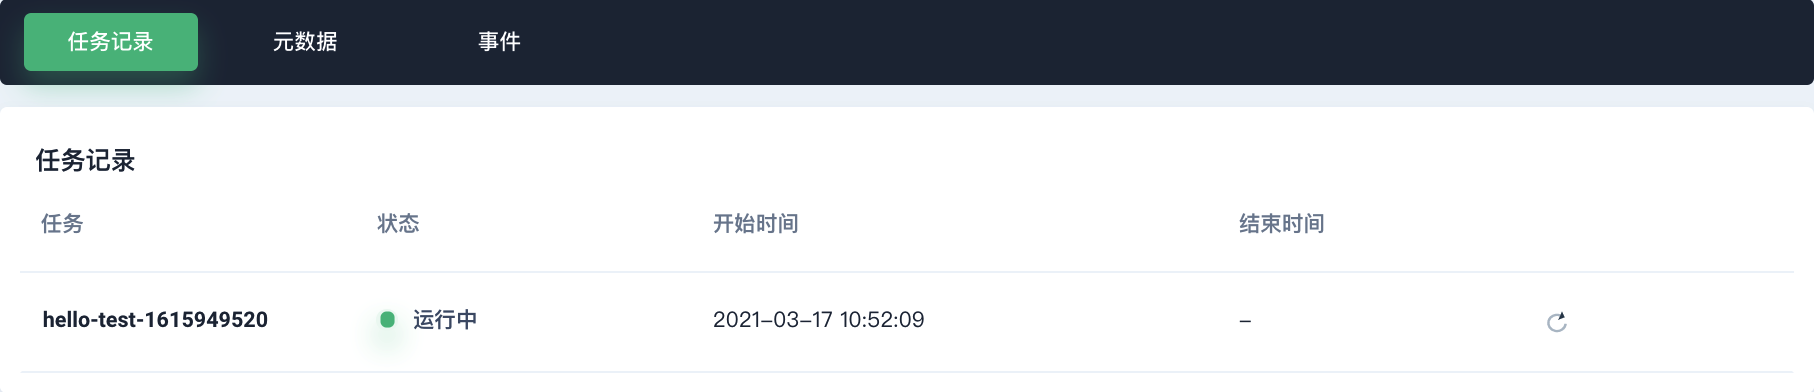 任务记录 元数据 事件
任务记录
任务 状态 开始时间 结束时间
hello-test-1615949520 运行中 2021-03-17 10:52:09 –